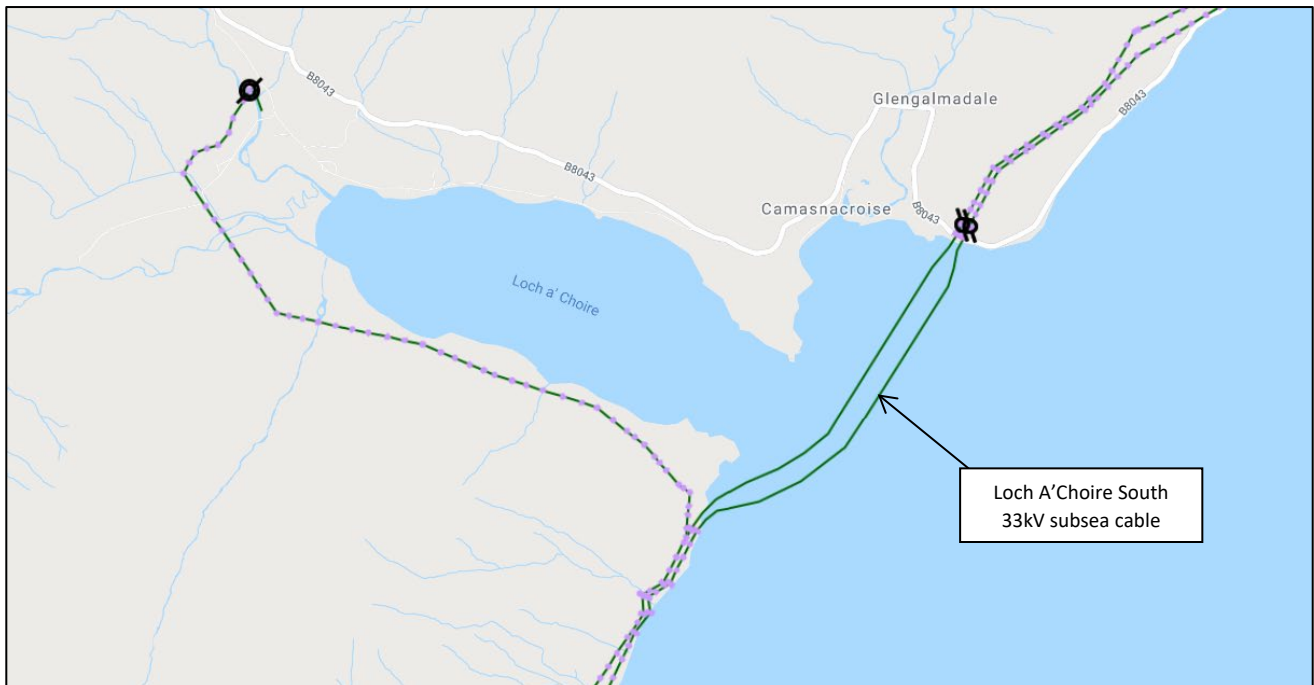 B8043
Glengalmadale
B8043
B8043
Camasnacroise
B8043
Loch a' Choire
Loch A’Choire South
33kV subsea cable